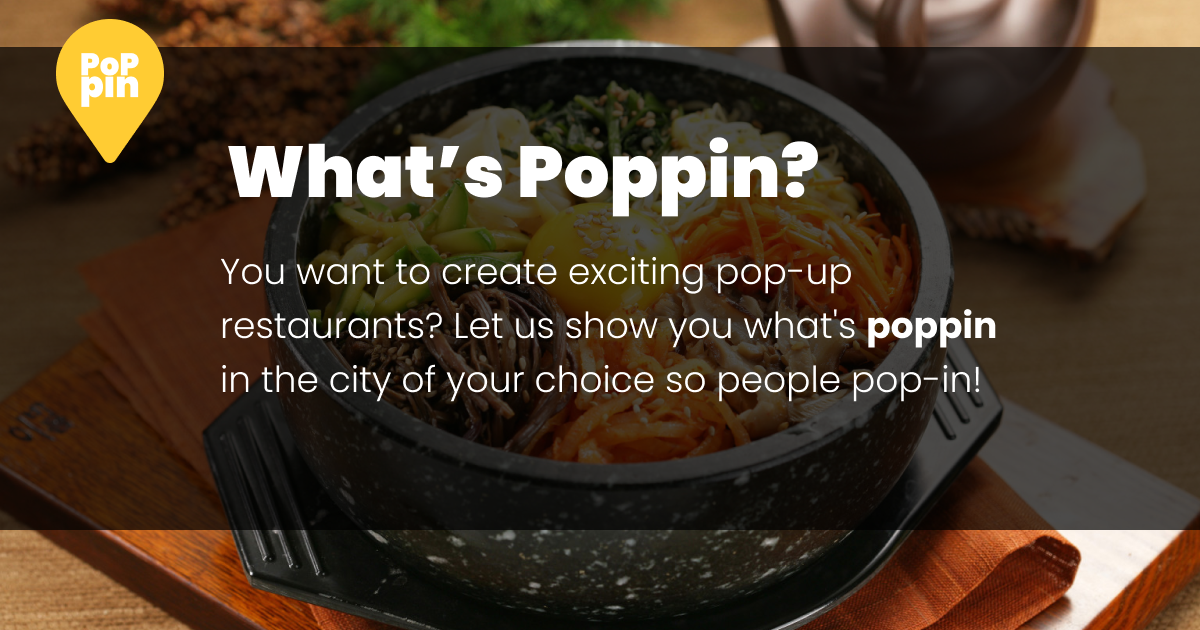 PoP
pin
What's Poppin?
You want to create exciting pop-up
restaurants? Let us show you what's poppin
in the city of your choice so people pop-in!